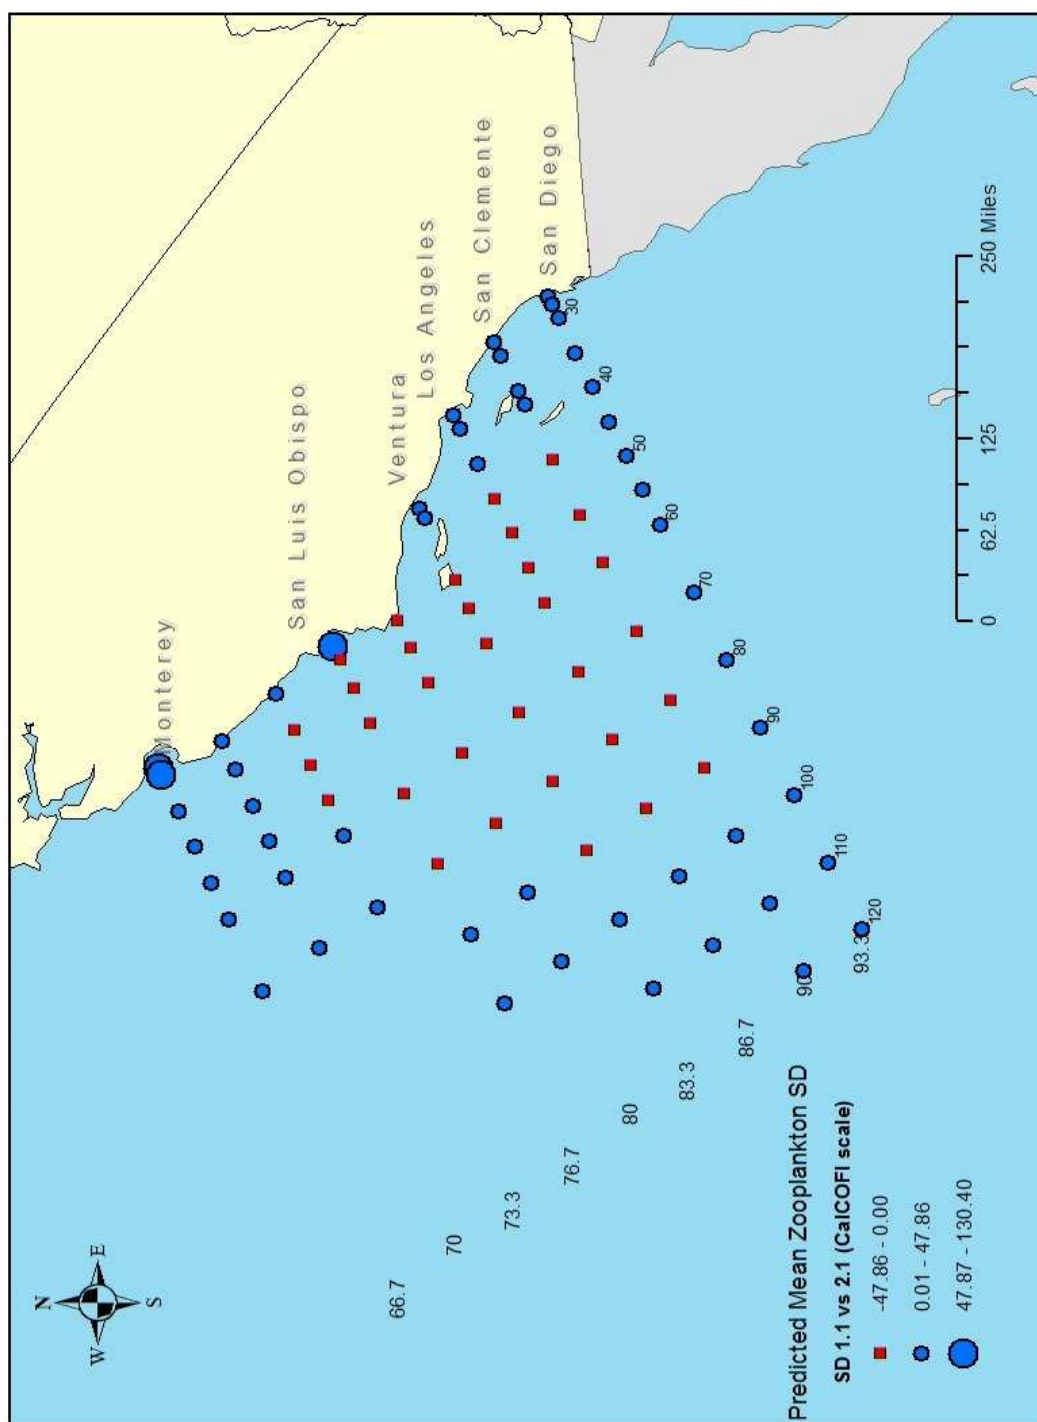 N
W
E
S
Monterey
San Luis Obispo
Ventura
Los Angeles
San Clemente
San Diego
30
40
50
60
70
80
90
100
110
120
66.7
70
73.3
76.7
80
83.3
86.7
90
93.3
Predicted Mean Zooplankton SD
SD 1.1 vs 2.1 (CalCOFI scale)
-47.86 - 0.00
0.01 - 47.86
47.87 - 130.40
0 62.5 125 250 Miles